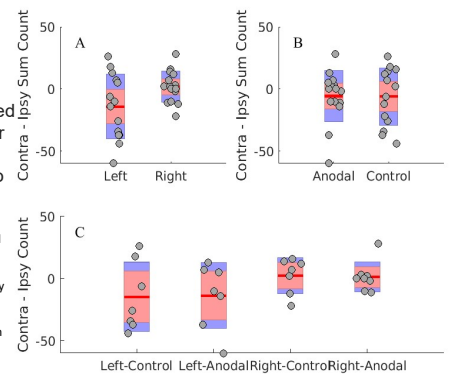 A
Contra - Ipsy Sum Count
50
0
-50
Left Right
B
Contra - Ipsy Sum Count
50
0
-50
Anodal Control
C
Contra - Ipsy Count
50
0
-50
Left-Control Left-Anodal Right-Control Right-Anodal
ed